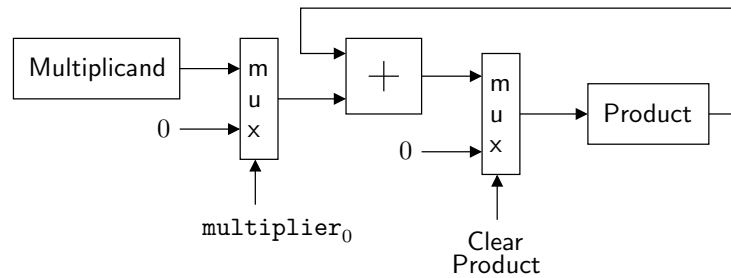 Multiplicand
m
u
x
0
multiplier₀
+
m
u
x
0
Clear
Product
Product